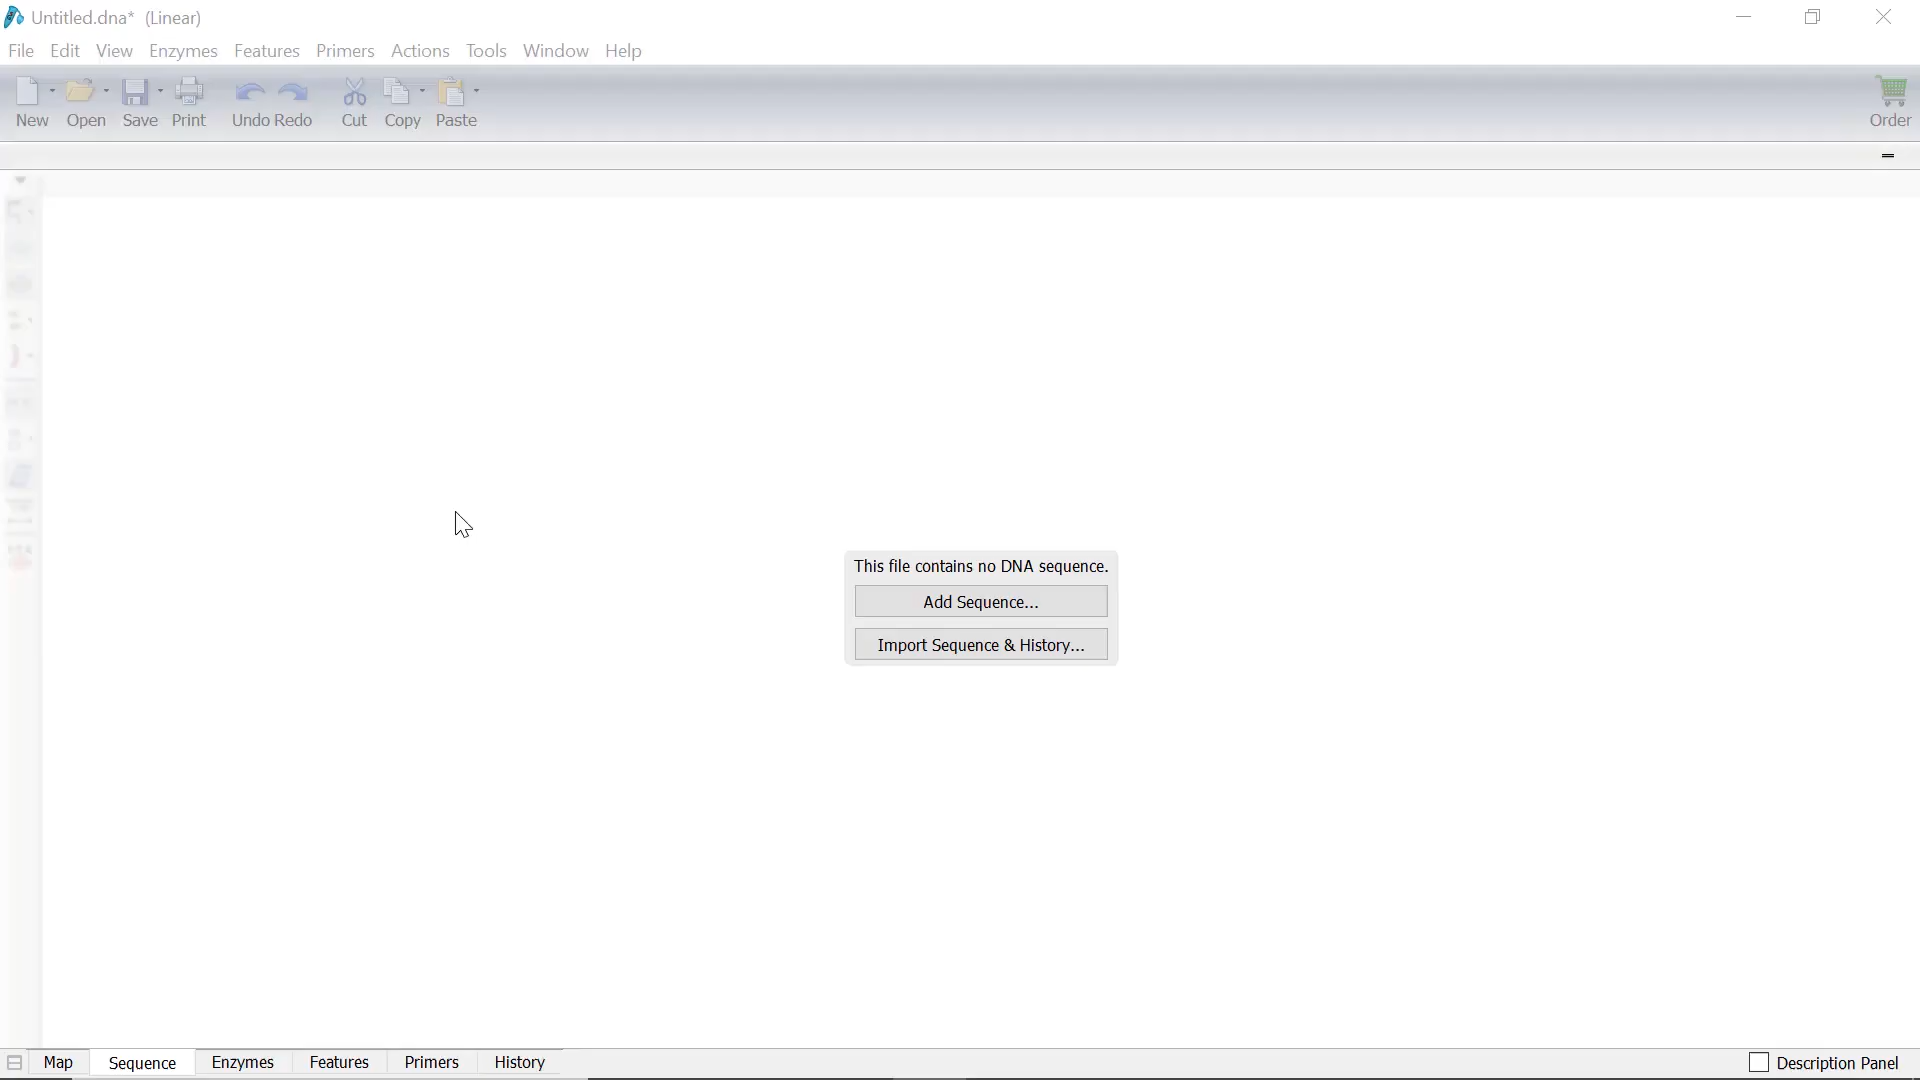 Untitled.dna* (Linear)
File Edit View Enzymes Features Primers Actions Tools Window Help
New Open Save Print Undo Redo Cut Copy Paste Order
This file contains no DNA sequence.
Add Sequence...
Import Sequence & History...
Map Sequence Enzymes Features Primers History Description Panel